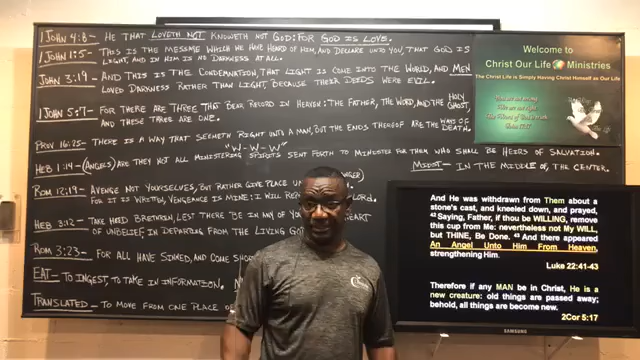 1 JOHN 4:8 — HE THAT LOVETH NOT KNOWETH NOT GOD: FOR GOD IS LOVE.
1 JOHN 1:5 — THIS IS THE MESSAGE WHICH WE HAVE HEARD OF HIM, AND DECLARE UNTO YOU, THAT GOD IS
LIGHT, AND IN HIM IS NO DARKNESS AT ALL.
JOHN 3:19 — AND THIS IS THE CONDEMNATION, THAT LIGHT IS COME INTO THE WORLD, AND MEN
LOVED DARKNESS RATHER THAN LIGHT, BECAUSE THEIR DEEDS WERE EVIL.
1 JOHN 5:7 — FOR THERE ARE THREE THAT BEAR RECORD IN HEAVEN: THE FATHER, THE WORD, AND THE HOLY GHOST,
AND THESE THREE ARE ONE.
PROV 16:25 — THERE IS A WAY THAT SEEMETH RIGHT UNTO A MAN, BUT THE ENDS THEREOF ARE THE WAYS OF DEATH.
"W-W-W"
HEB 1:14 — (ANGELS) ARE THEY NOT ALL MINISTERING SPIRITS SENT FORTH TO MINISTER FOR THEM WHO SHALL BE HEIRS OF SALVATION.
MIDST — IN THE MIDDLE OF THE CENTER.
ROM 12:19 — AVENGE NOT YOURSELVES, BUT RATHER GIVE PLACE
FOR IT IS WRITTEN, VENGEANCE IS MINE; I WILL LORD.
HEB 3:12 — TAKE HEED BRETHREN, LEST THERE BE IN ANY OF HEART
OF UNBELIEF IN DEPARTING FROM THE LIVING
ROM 3:23 — FOR ALL HAVE SINNED, AND COME
EAT — TO INGEST, TO TAKE IN INFORMATION.
TRANSLATED — TO MOVE FROM ONE PLACE
Welcome to
Christ Our Life Ministries
The Christ Life is Simply Having Christ Himself as Our Life
And He was withdrawn from Them about a
stone's cast, and kneeled down, and prayed,
42 Saying, Father, if thou be WILLING, remove
this cup from Me: nevertheless not My WILL,
but THINE, Be Done. 43 And there appeared
An Angel Unto Him From Heaven,
strengthening Him.
Luke 22:41-43
Therefore if any MAN be in Christ, He is a
new creature: old things are passed away;
behold, all things are become new.
2Cor 5:17
SAMSUNG